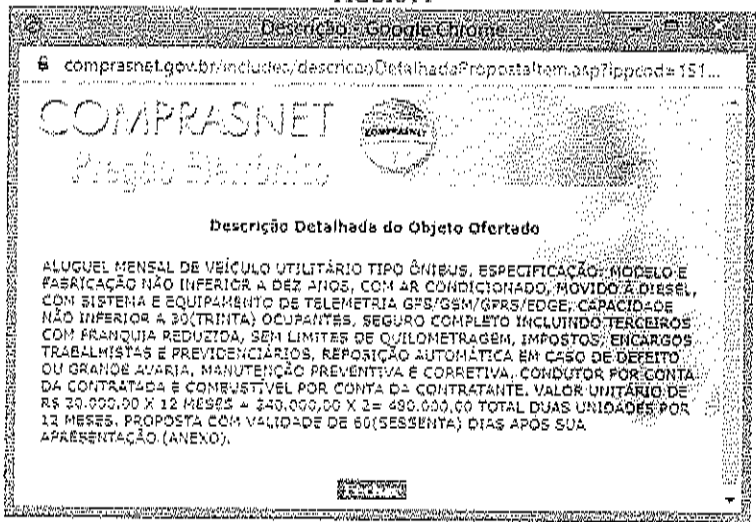 Descrição - Google Chrome
comprasnet.gov.br/includes/descricaoDetalhadaPropostaItem.asp?ippcod=151...
COMPRASNET
COMPRASNET
Pregão Eletrônico
Descrição Detalhada do Objeto Ofertado
ALUGUEL MENSAL DE VEÍCULO UTILITÁRIO TIPO ÔNIBUS, ESPECIFICAÇÃO: MODELO E
FABRICAÇÃO NÃO INFERIOR A DEZ ANOS, COM AR CONDICIONADO, MOVIDO À DIESEL,
COM SISTEMA E EQUIPAMENTO DE TELEMETRIA GPS/GSM/GPRS/EDGE, CAPACIDADE
NÃO INFERIOR A 30(TRINTA) OCUPANTES, SEGURO COMPLETO INCLUINDO TERCEIROS
COM FRANQUIA REDUZIDA, SEM LIMITES DE QUILOMETRAGEM, IMPOSTOS, ENCARGOS
TRABALHISTAS E PREVIDENCIÁRIOS, REPOSIÇÃO AUTOMÁTICA EM CASO DE DEFEITO
OU GRANDE AVARIA, MANUTENÇÃO PREVENTIVA E CORRETIVA, CONDUTOR POR CONTA
DA CONTRATADA E COMBUSTÍVEL POR CONTA DA CONTRATANTE. VALOR UNITÁRIO DE
R$ 20.000,00 X 12 MESES = 240.000,00 X 2= 480.000,00 TOTAL DUAS UNIDADES POR
12 MESES. PROPOSTA COM VALIDADE DE 60(SESSENTA) DIAS APÓS SUA
APRESENTAÇÃO.(ANEXO).